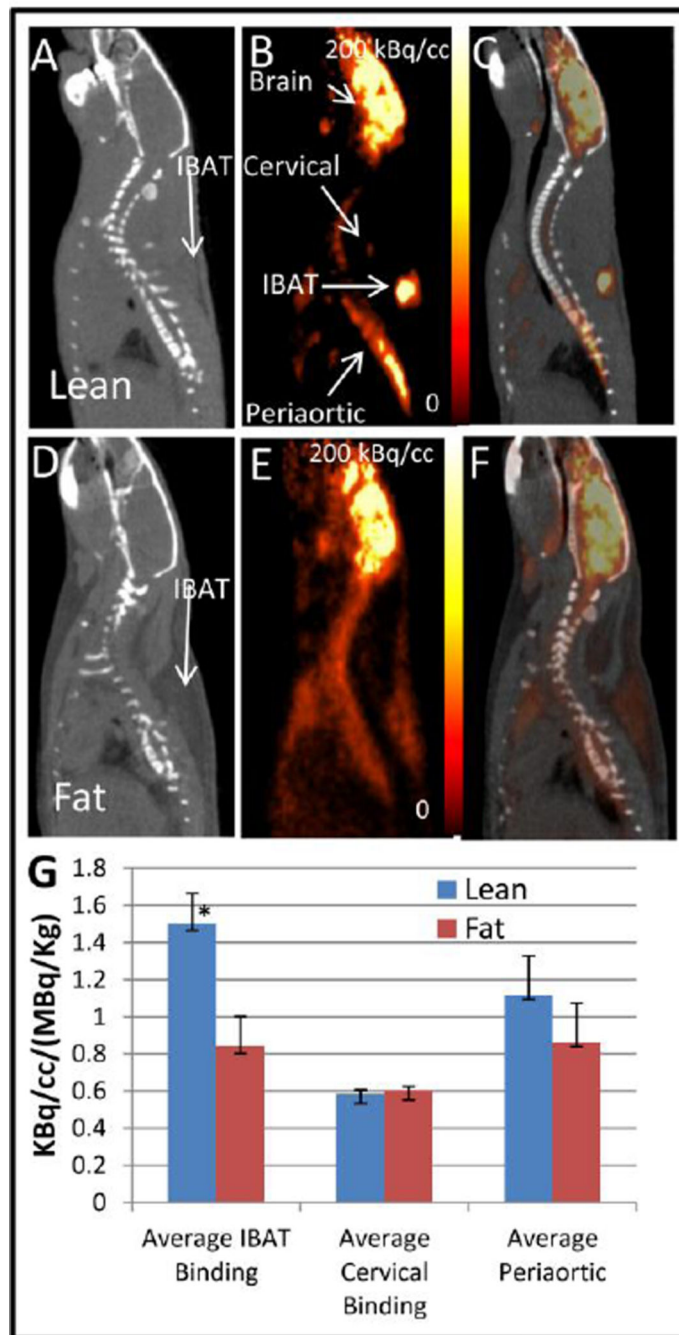 A
B
200 kBq/cc
C
Brain
IBAT
Cervical
IBAT
Periaortic
Lean
0
D
E
200 kBq/cc
F
IBAT
Fat
0
G
1.8
1.6
1.4
1.2
1
0.8
0.6
0.4
0.2
0
KBq/cc/(MBq/Kg)
*
Lean
Fat
Average IBAT
Binding
Average
Cervical
Binding
Average
Periaortic